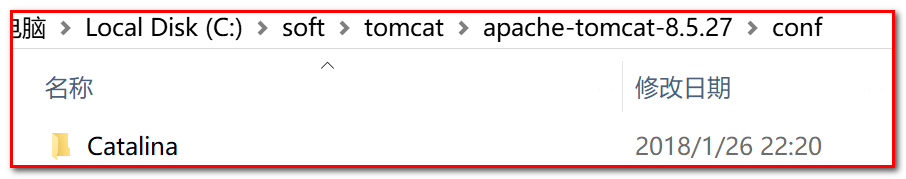 电脑 > Local Disk (C:) > soft > tomcat > apache-tomcat-8.5.27 > conf
名称 修改日期
Catalina 2018/1/26 22:20